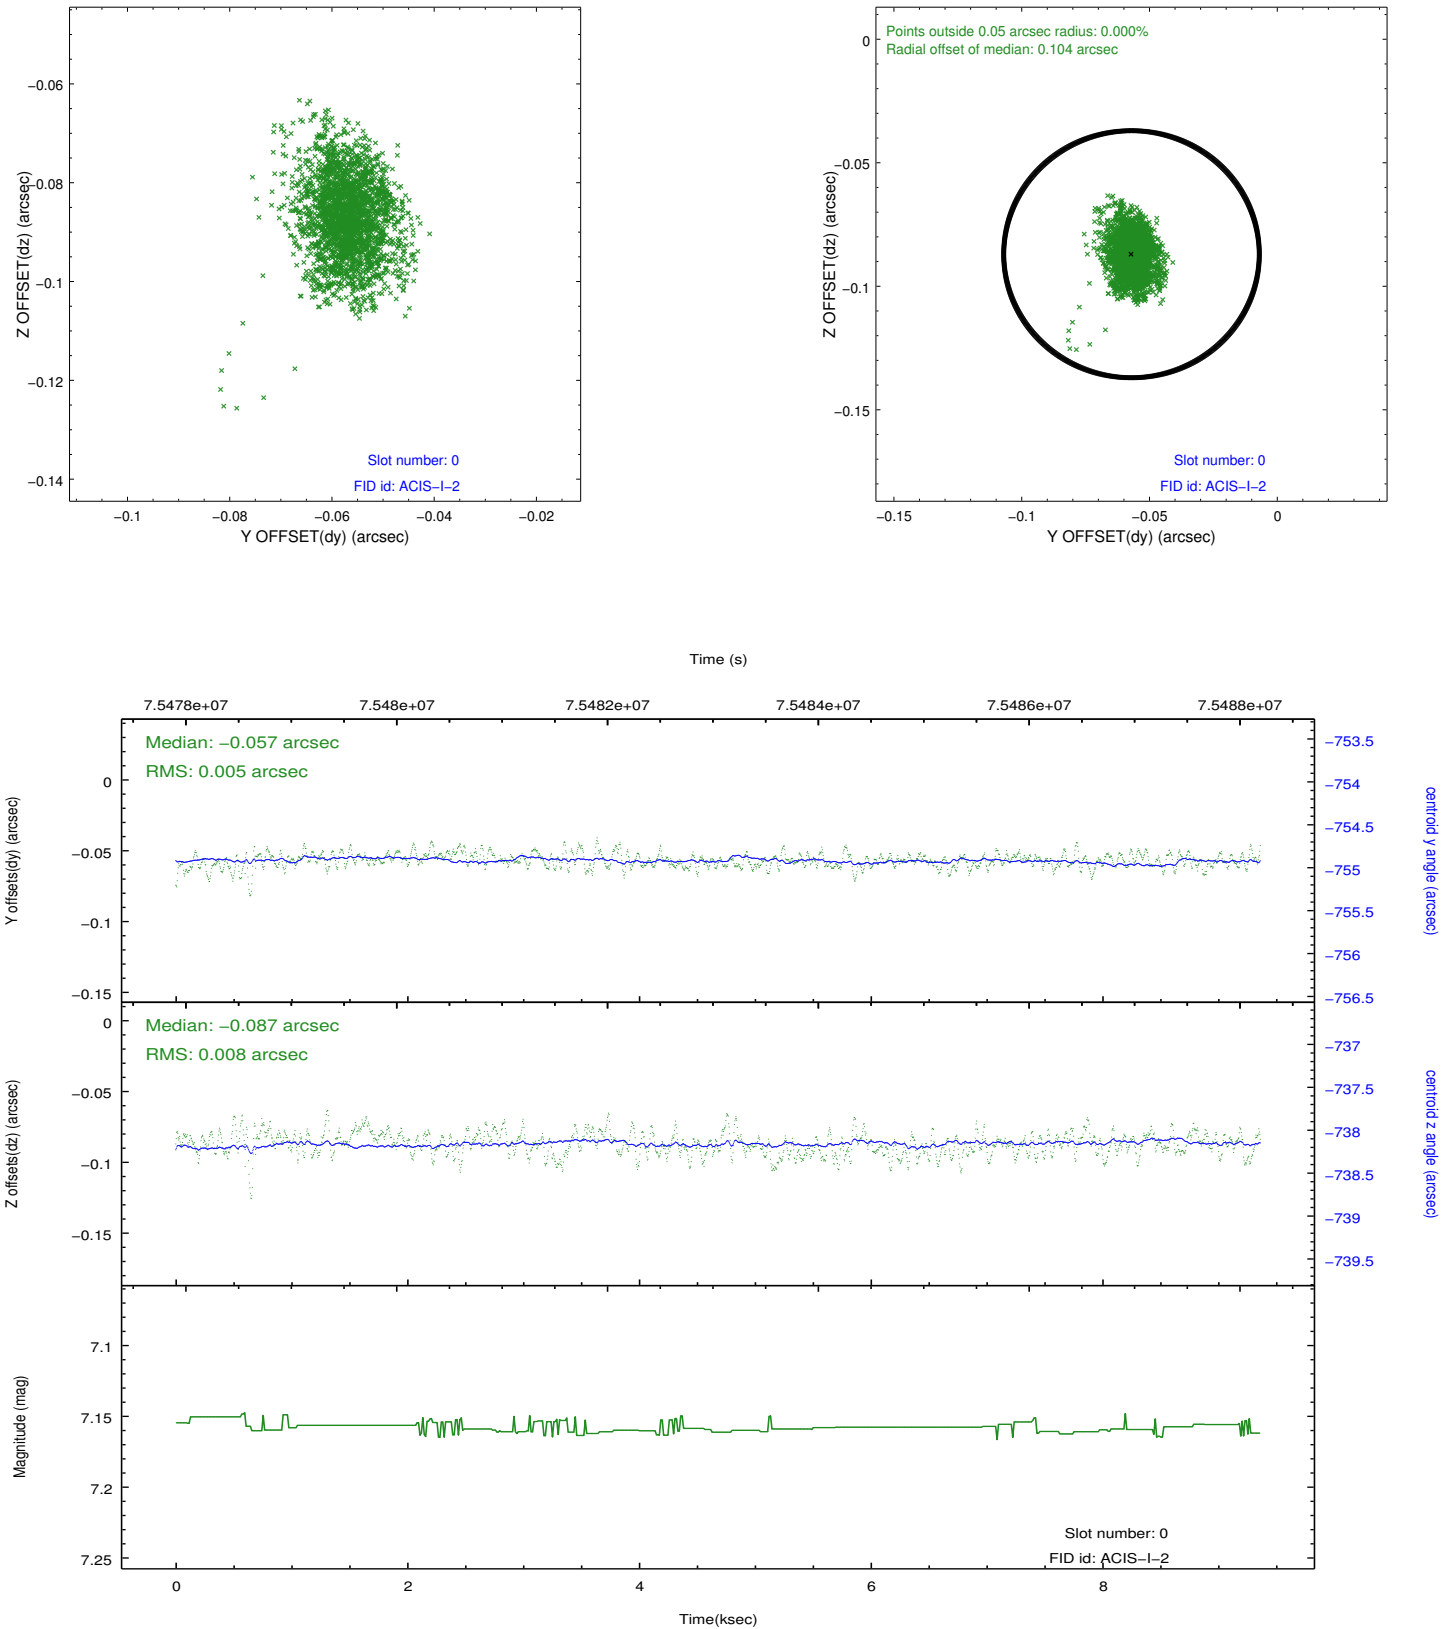 −0.06
−0.08
−0.1
−0.12
−0.14
Z OFFSET(dz) (arcsec)
Slot number: 0
FID id: ACIS−I−2
−0.1
−0.08
−0.06
−0.04
−0.02
Y OFFSET(dy) (arcsec)
Points outside 0.05 arcsec radius: 0.000%
Radial offset of median: 0.104 arcsec
0
−0.05
−0.1
−0.15
Z OFFSET(dz) (arcsec)
Slot number: 0
FID id: ACIS−I−2
−0.15
−0.1
−0.05
0
Y OFFSET(dy) (arcsec)
Time (s)
7.5478e+07
7.548e+07
7.5482e+07
7.5484e+07
7.5486e+07
7.5488e+07
Median: −0.057 arcsec
RMS: 0.005 arcsec
0
−0.05
−0.1
−0.15
Y offsets(dy) (arcsec)
−753.5
−754
−754.5
−755
−755.5
−756
−756.5
centroid y angle (arcsec)
Median: −0.087 arcsec
RMS: 0.008 arcsec
0
−0.05
−0.1
−0.15
Z offsets(dz) (arcsec)
−737
−737.5
−738
−738.5
−739
−739.5
centroid z angle (arcsec)
7.1
7.15
7.2
7.25
Magnitude (mag)
Slot number: 0
FID id: ACIS−I−2
0
2
4
6
8
Time(ksec)